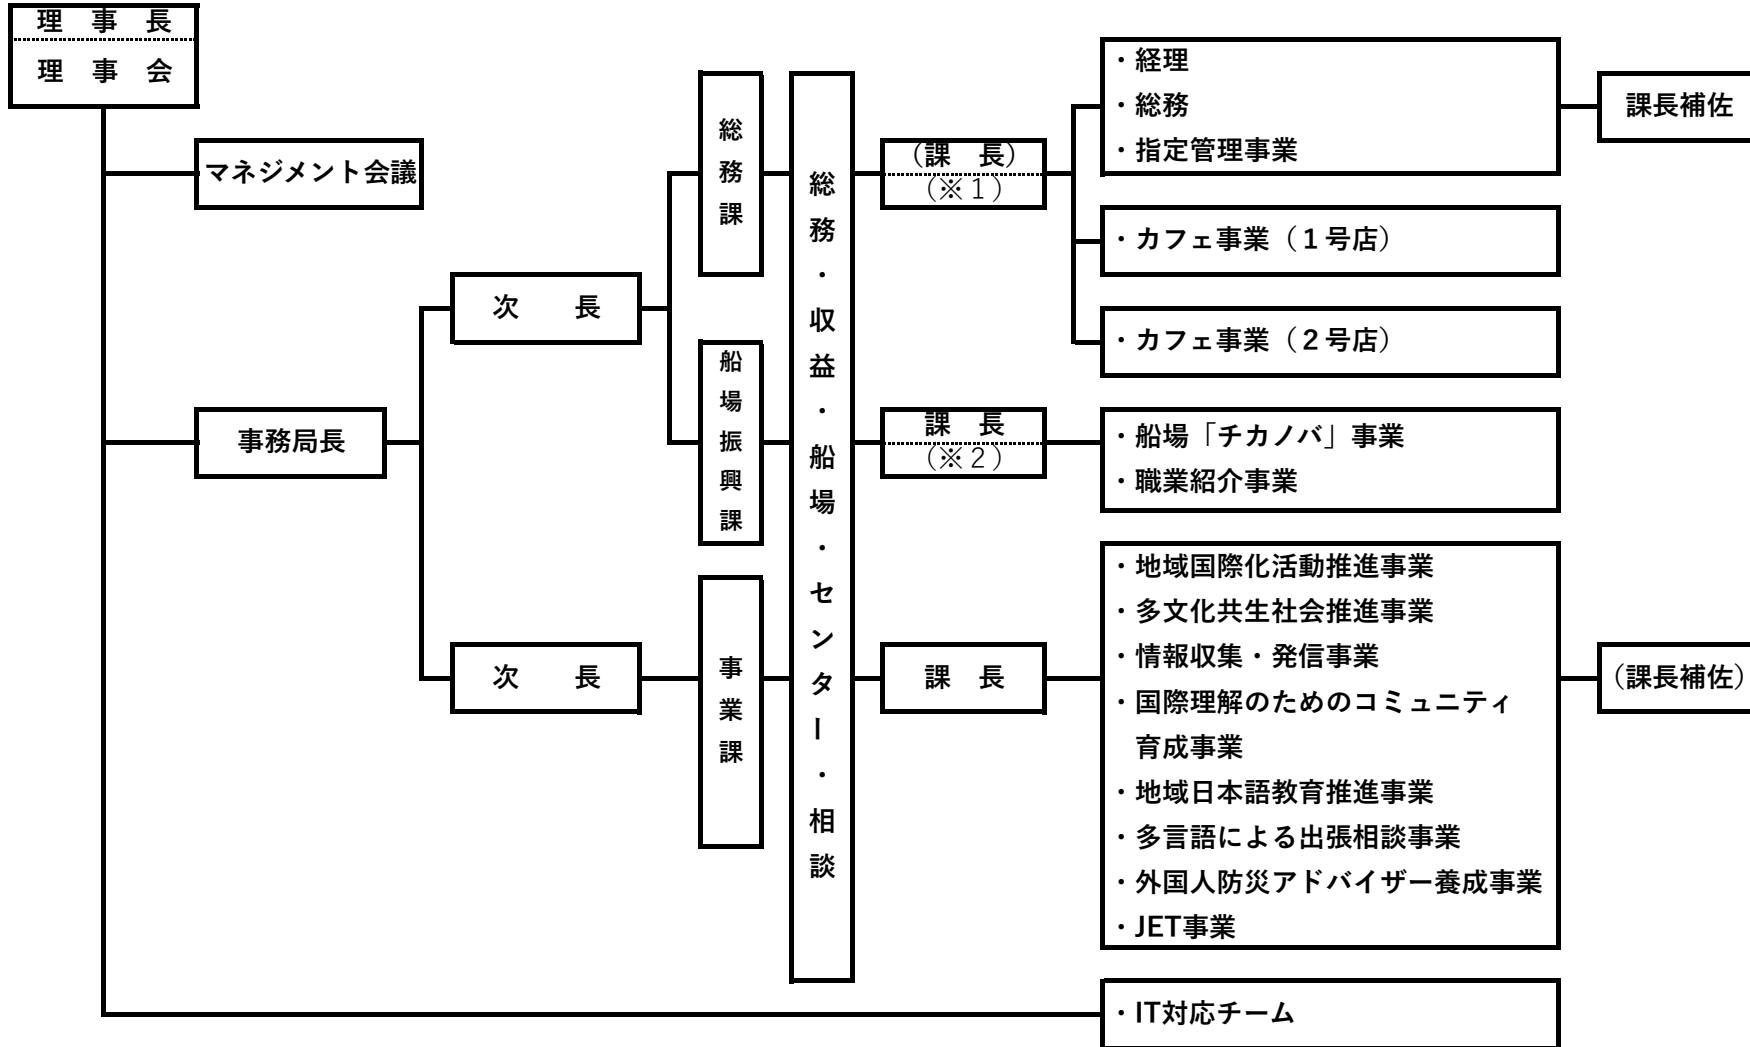 理　事　長
理　事　会
マネジメント会議
事務局長
次　　長
次　　長
総務課
船場振興課
事業課
総務・収益・船場・センター・相談
（課　長）
（※１）
課　長
（※２）
課　長
・経理
・総務
・指定管理事業
・カフェ事業（１号店）
・カフェ事業（２号店）
・船場「チカノバ」事業
・職業紹介事業
・地域国際化活動推進事業
・多文化共生社会推進事業
・情報収集・発信事業
・国際理解のためのコミュニティ
育成事業
・地域日本語教育推進事業
・多言語による出張相談事業
・外国人防災アドバイザー養成事業
・JET事業
・IT対応チーム
課長補佐
（課長補佐）